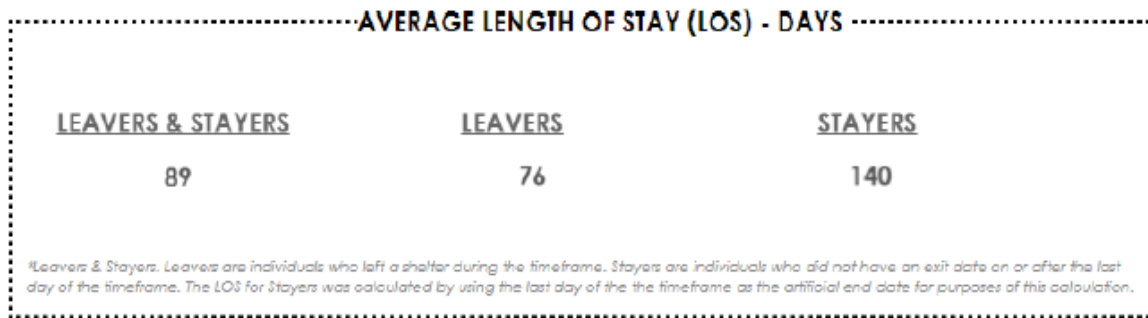 AVERAGE LENGTH OF STAY (LOS) - DAYS
LEAVERS & STAYERS LEAVERS STAYERS
89 76 140
*Leavers & Stayers. Leavers are individuals who left a shelter during the timeframe. Stayers are individuals who did not have an exit date on or after the last
day of the timeframe. The LOS for Stayers was calculated by using the last day of the the timeframe as the artificial end date for purposes of this calculation.